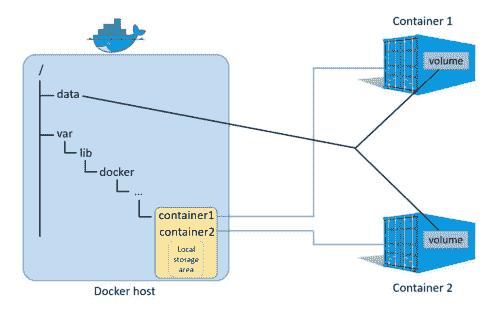 /
data
var
lib
docker
...
container1
container2
Local
storage
area
Docker host
Container 1
volume
volume
Container 2